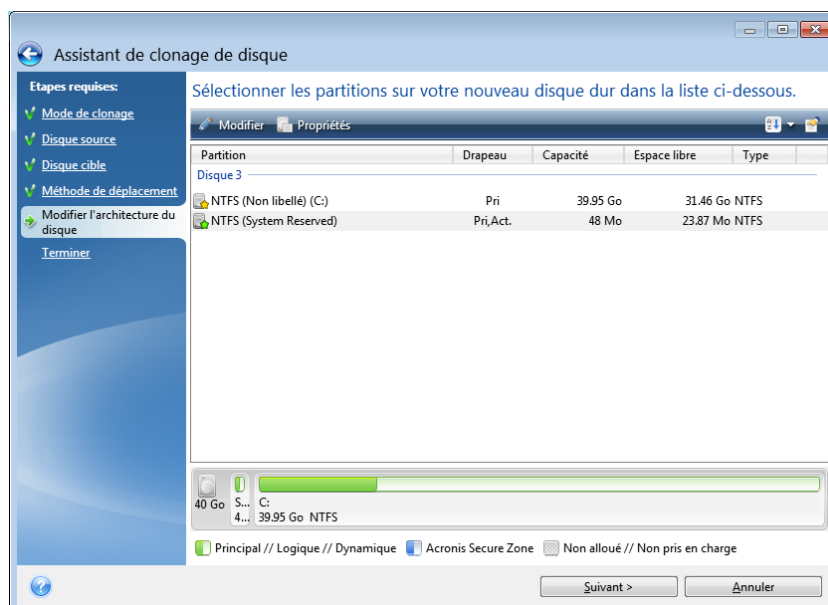 Assistant de clonage de disque
Etapes requises:
Mode de clonage
Disque source
Disque cible
Méthode de déplacement
Modifier l'architecture du
disque
Terminer
Sélectionner les partitions sur votre nouveau disque dur dans la liste ci-dessous.
Modifier Propriétés
Partition Drapeau Capacité Espace libre Type
Disque 3
NTFS (Non libellé) (C:) Pri 39.95 Go 31.46 Go NTFS
NTFS (System Reserved) Pri,Act. 48 Mo 23.87 Mo NTFS
40 Go S... C:
4... 39.95 Go NTFS
Principal // Logique // Dynamique Acronis Secure Zone Non alloué // Non pris en charge
Suivant > Annuler